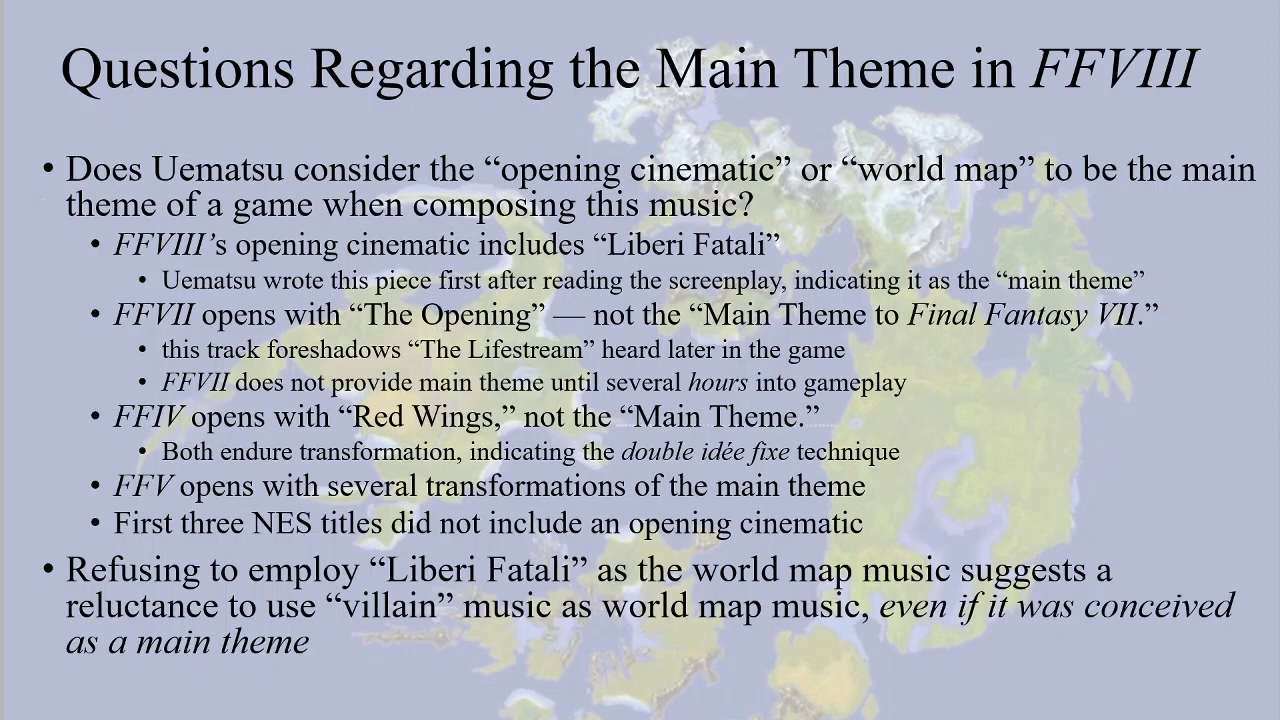 Questions Regarding the Main Theme in FFVIII
• Does Uematsu consider the “opening cinematic” or “world map” to be the main
theme of a game when composing this music?
• FFVIII’s opening cinematic includes “Liberi Fatali”
• Uematsu wrote this piece first after reading the screenplay, indicating it as the “main theme”
• FFVII opens with “The Opening” — not the “Main Theme to Final Fantasy VII.”
• this track foreshadows “The Lifestream” heard later in the game
• FFVII does not provide main theme until several hours into gameplay
• FFIV opens with “Red Wings,” not the “Main Theme.”
• Both endure transformation, indicating the double idée fixe technique
• FFV opens with several transformations of the main theme
• First three NES titles did not include an opening cinematic
• Refusing to employ “Liberi Fatali” as the world map music suggests a
reluctance to use “villain” music as world map music, even if it was conceived
as a main theme